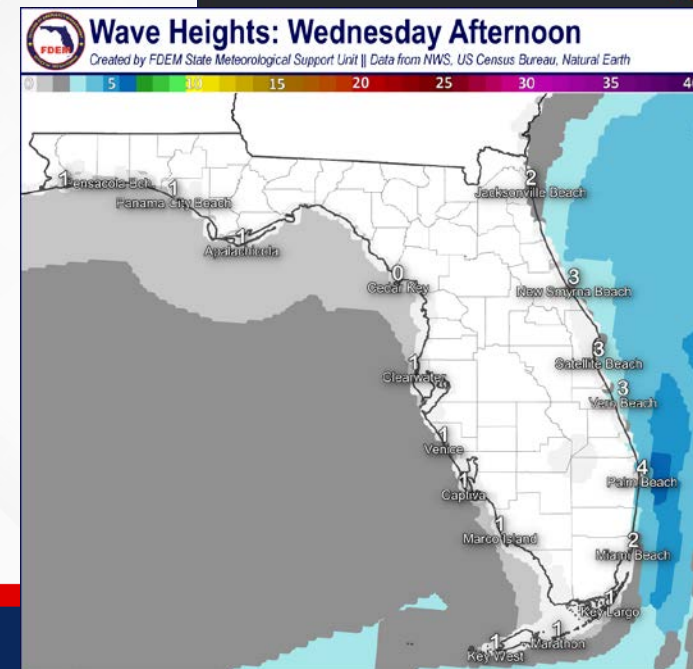 FDEM
Wave Heights: Wednesday Afternoon
Created by FDEM State Meteorological Support Unit || Data from NWS, US Census Bureau, Natural Earth
0 5 10 15 20 25 30 35 40
1
Pensacola Bch
1
Panama City Beach
1
Apalachicola
2
Jacksonville Beach
0
Cedar Key
3
New Smyrna Beach
3
Satellite Beach
1
Clearwater
3
Vero Beach
1
Venice
4
Palm Beach
1
Captiva
1
Marco Island
2
Miami Beach
1
Key Largo
1
Marathon
1
Key West